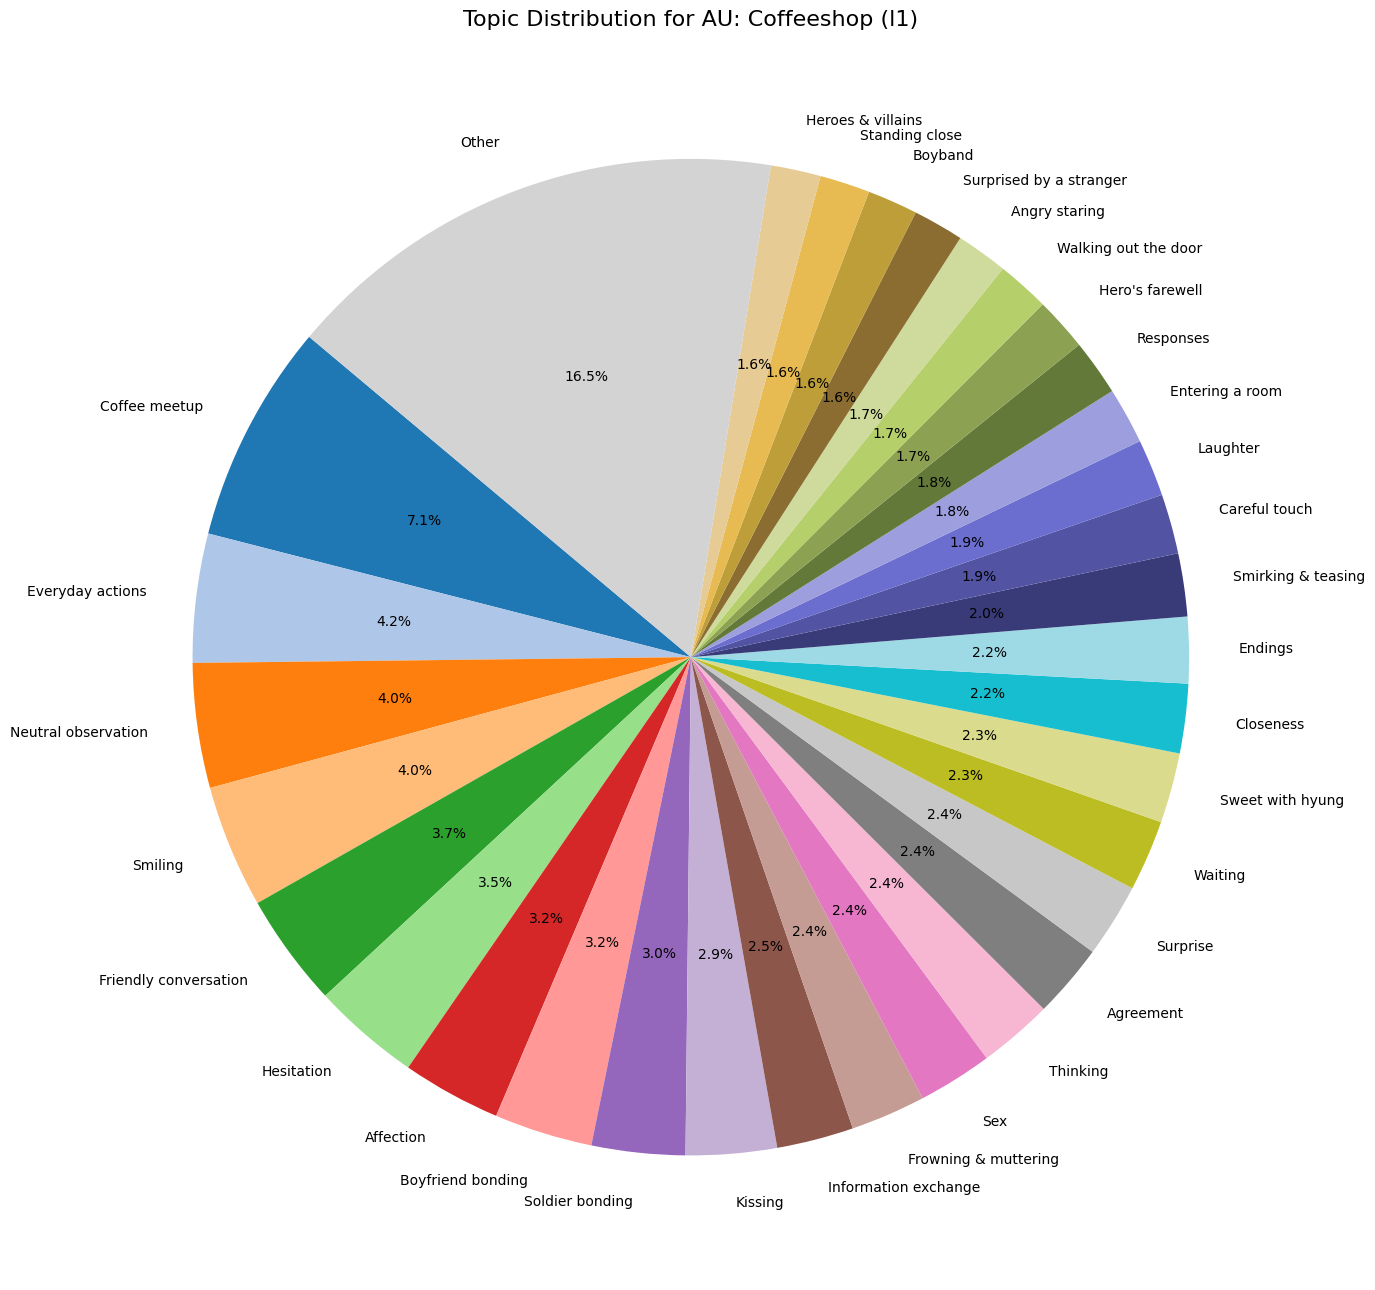 Topic Distribution for AU: Coffeeshop (l1)
Other
16.5%
Coffee meetup
7.1%
Everyday actions
4.2%
Neutral observation
4.0%
Smiling
4.0%
Friendly conversation
3.7%
Hesitation
3.5%
Affection
3.2%
Boyfriend bonding
3.2%
Soldier bonding
3.0%
Kissing
2.9%
Information exchange
2.5%
Frowning & muttering
2.4%
Sex
2.4%
Thinking
2.4%
Agreement
2.4%
Surprise
2.4%
Waiting
2.3%
Sweet with hyung
2.3%
Closeness
2.2%
Endings
2.2%
Smirking & teasing
2.0%
Careful touch
1.9%
Laughter
1.9%
Entering a room
1.8%
Responses
1.8%
Hero's farewell
1.7%
Walking out the door
1.7%
Angry staring
1.7%
Surprised by a stranger
1.6%
Boyband
1.6%
Standing close
1.6%
Heroes & villains
1.6%